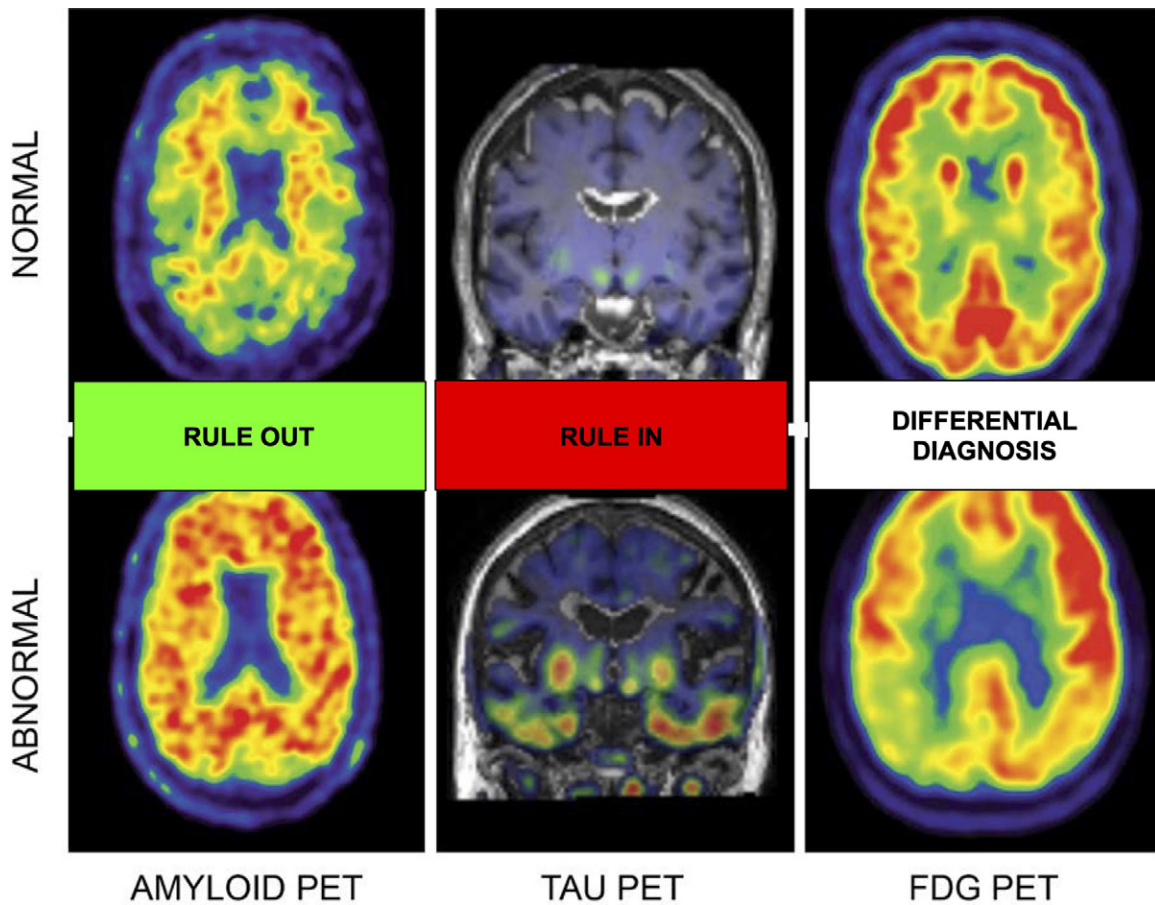 NORMAL
RULE OUT
RULE IN
DIFFERENTIAL
DIAGNOSIS
ABNORMAL
AMYLOID PET
TAU PET
FDG PET